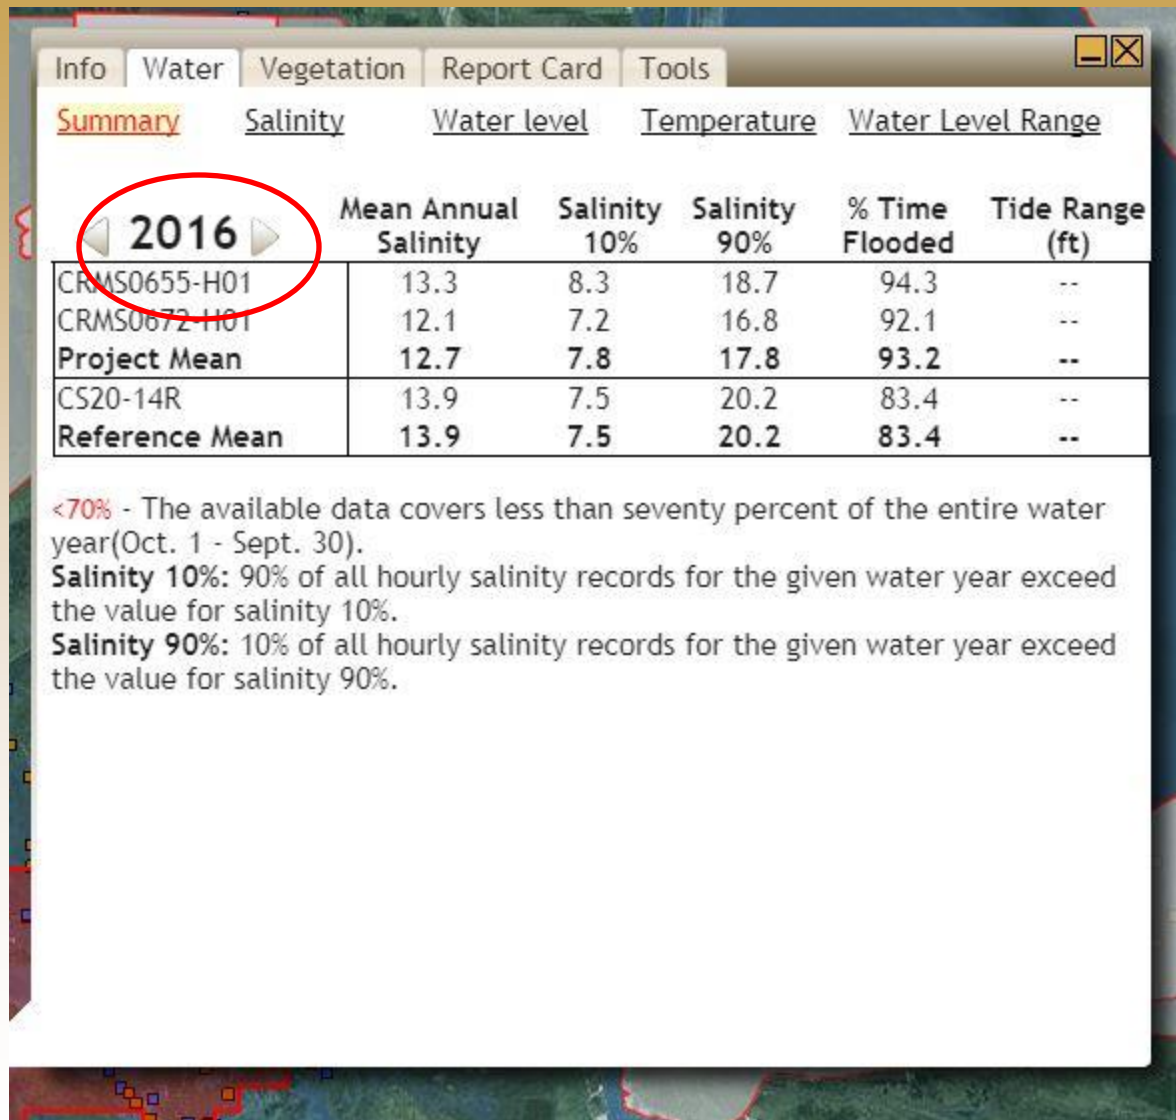 Info Water Vegetation Report Card Tools
Summary Salinity Water level Temperature Water Level Range
2016 Mean Annual Salinity Salinity 10% Salinity 90% % Time Flooded Tide Range (ft)
CRMS0655-H01 13.3 8.3 18.7 94.3 --
CRMS0672-H01 12.1 7.2 16.8 92.1 --
Project Mean 12.7 7.8 17.8 93.2 --
CS20-14R 13.9 7.5 20.2 83.4 --
Reference Mean 13.9 7.5 20.2 83.4 --
<70% - The available data covers less than seventy percent of the entire water
year(Oct. 1 - Sept. 30).
Salinity 10%: 90% of all hourly salinity records for the given water year exceed
the value for salinity 10%.
Salinity 90%: 10% of all hourly salinity records for the given water year exceed
the value for salinity 90%.